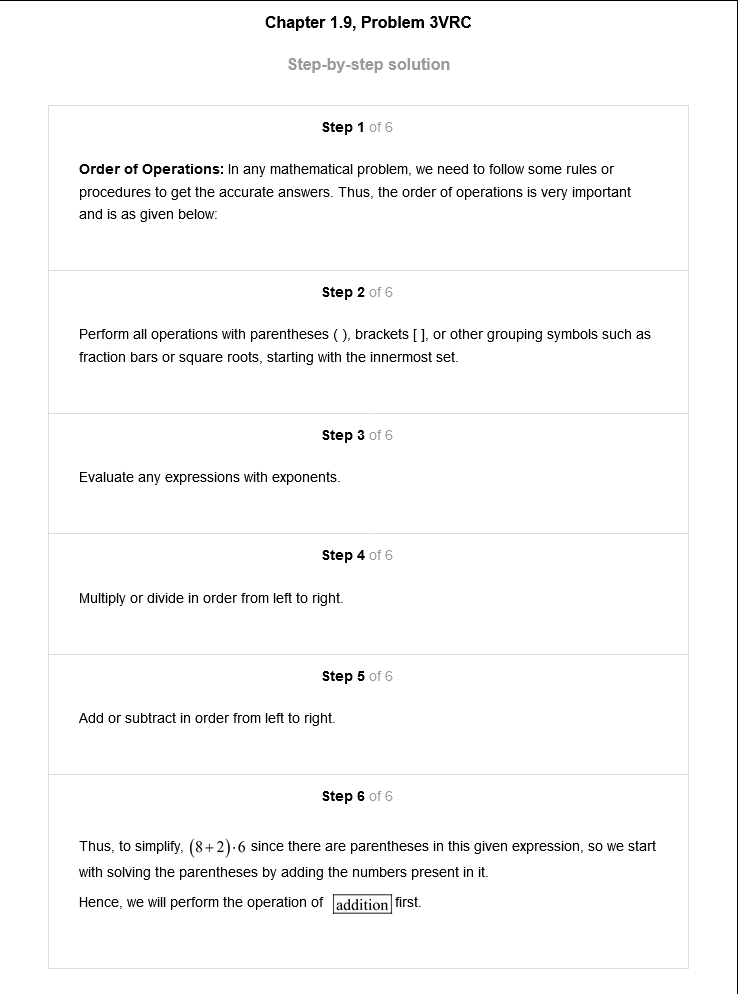 Chapter 1.9, Problem 3VRC
Step-by-step solution
Step 1 of 6
Order of Operations: In any mathematical problem, we need to follow some rules or
procedures to get the accurate answers. Thus, the order of operations is very important
and is as given below:
Step 2 of 6
Perform all operations with parentheses ( ), brackets [ ], or other grouping symbols such as
fraction bars or square roots, starting with the innermost set.
Step 3 of 6
Evaluate any expressions with exponents.
Step 4 of 6
Multiply or divide in order from left to right.
Step 5 of 6
Add or subtract in order from left to right.
Step 6 of 6
Thus, to simplify, (8+2)·6 since there are parentheses in this given expression, so we start
with solving the parentheses by adding the numbers present in it.
Hence, we will perform the operation of addition first.